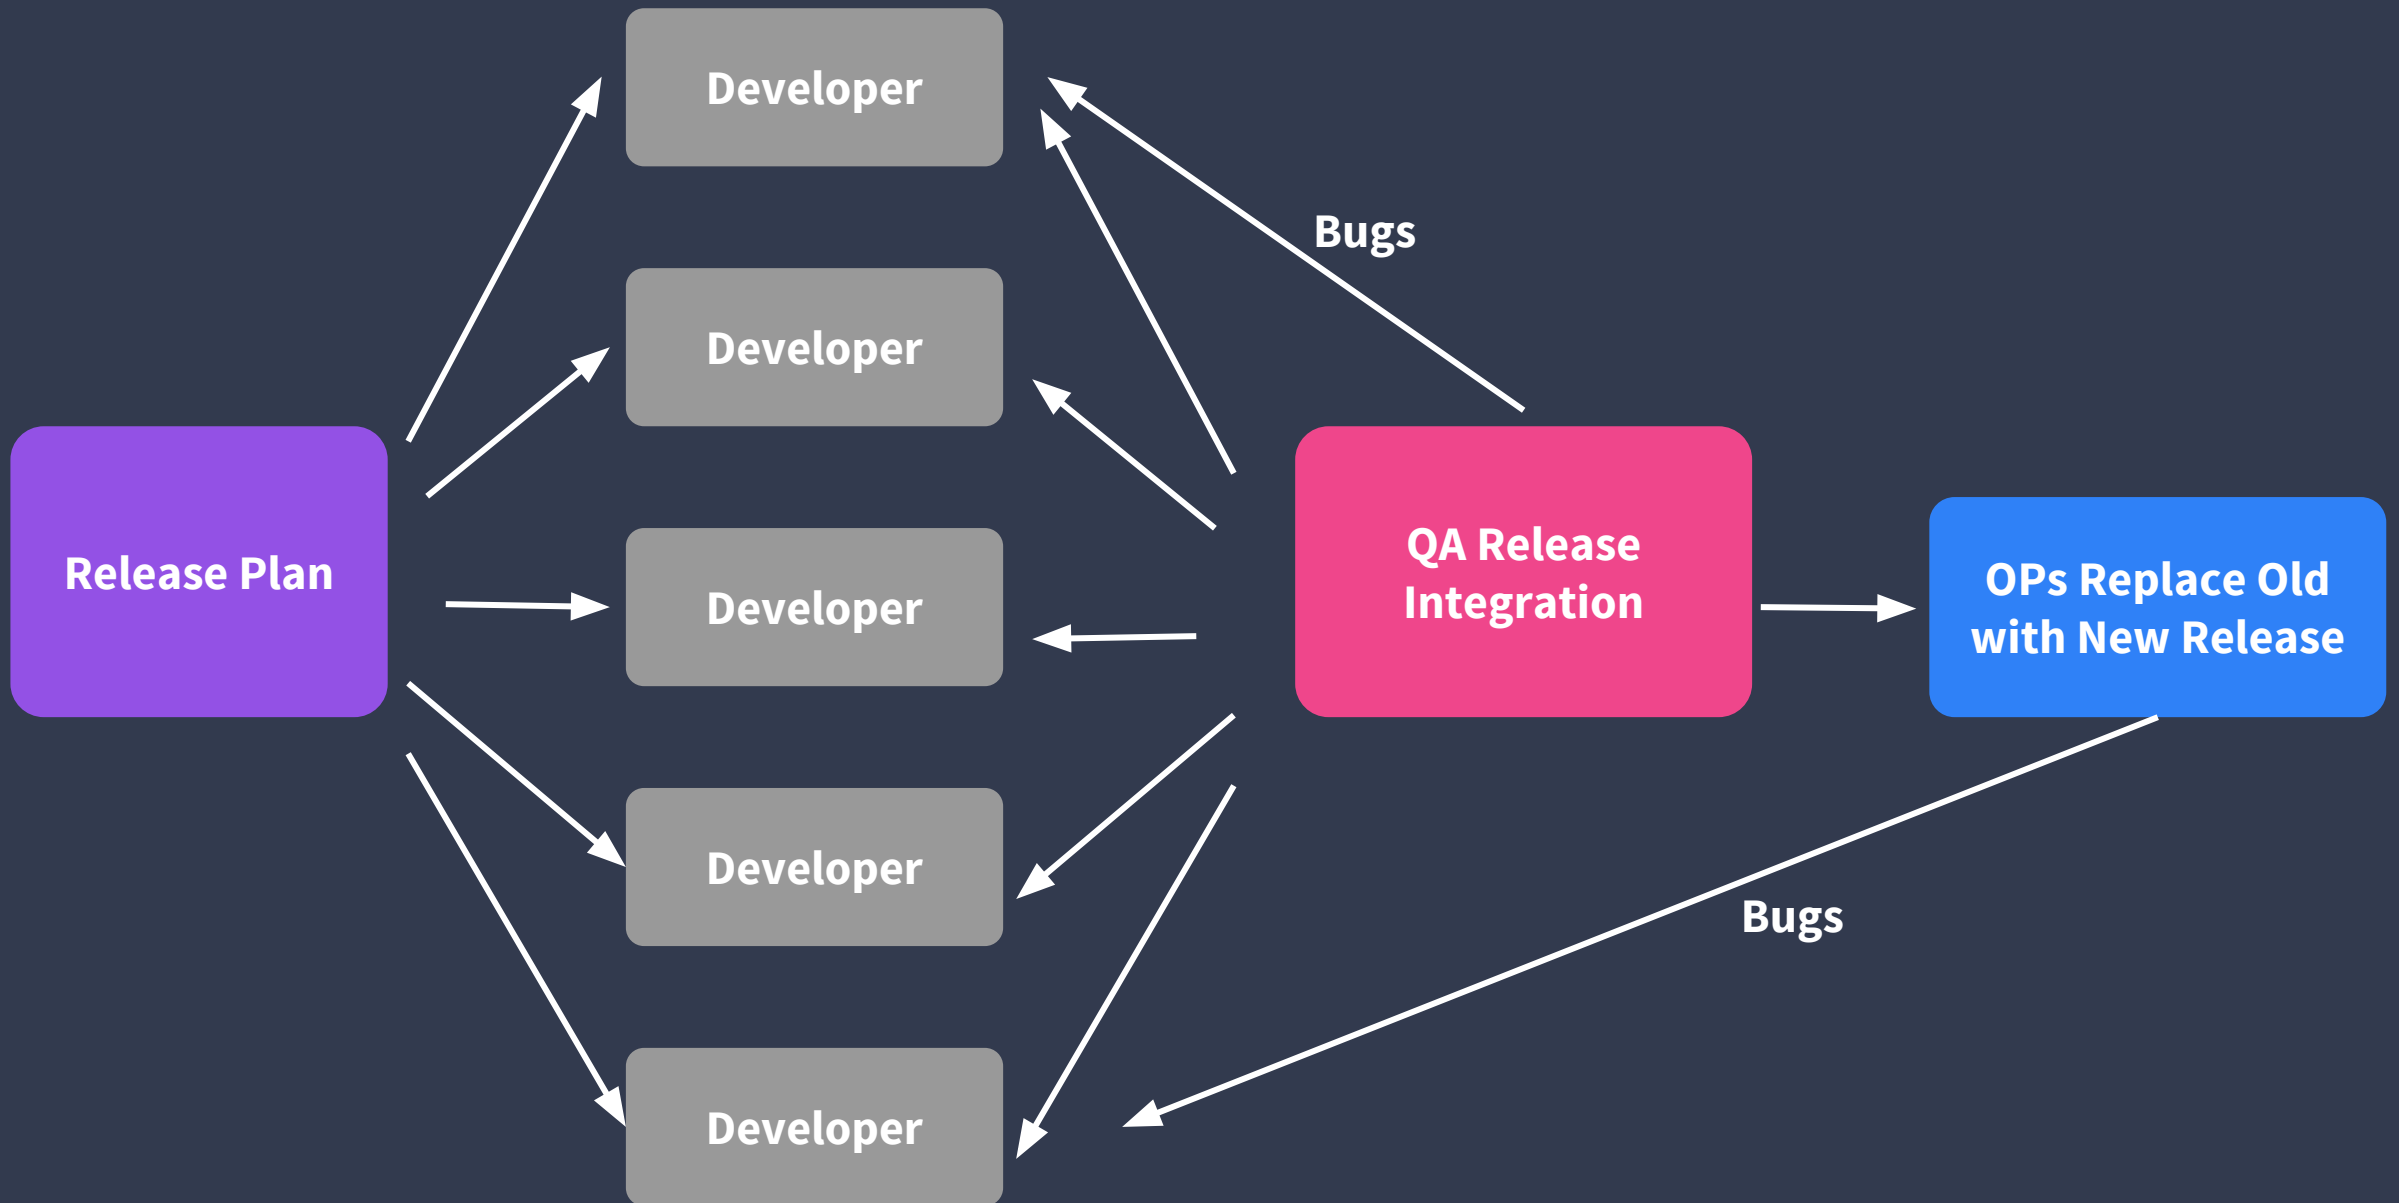 Developer
Bugs
Developer
Release Plan
Developer
QA Release
Integration
OPs Replace Old
with New Release
Developer
Bugs
Developer